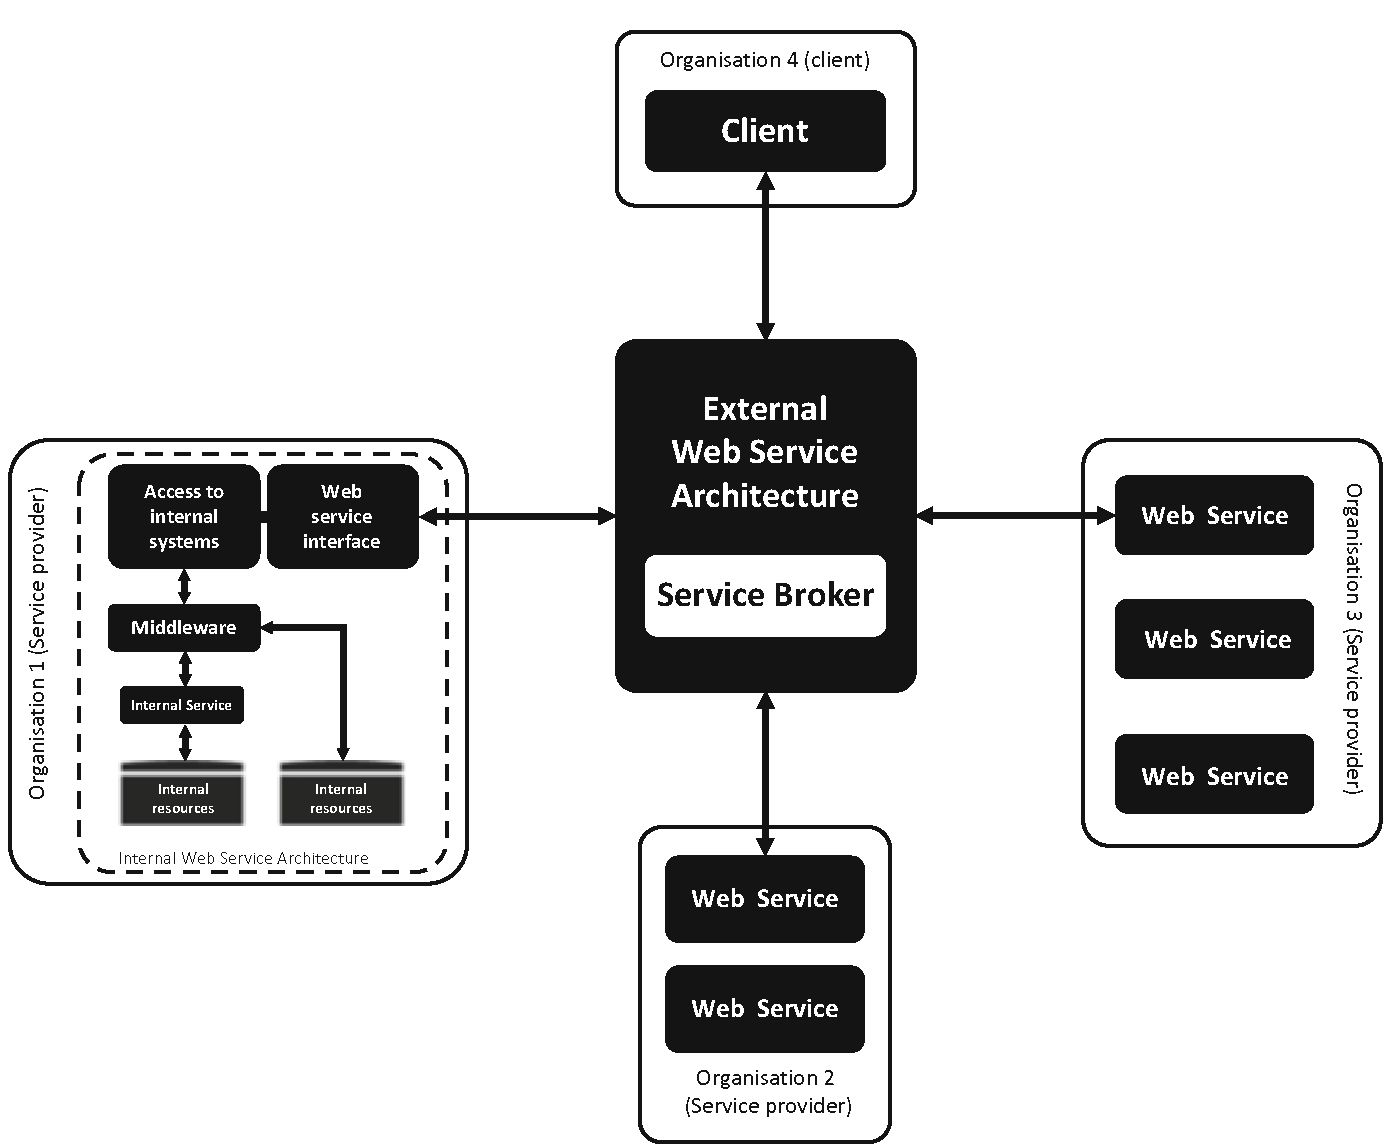 Organisation 4 (client)
Client
External
Web Service
Architecture
Service Broker
Organisation 1 (Service provider)
Access to
internal
systems
Web
service
interface
Middleware
Internal Service
Internal
resources
Internal
resources
Internal Web Service Architecture
Web Service
Web Service
Web Service
Organisation 3 (Service provider)
Web Service
Web Service
Organisation 2
(Service provider)